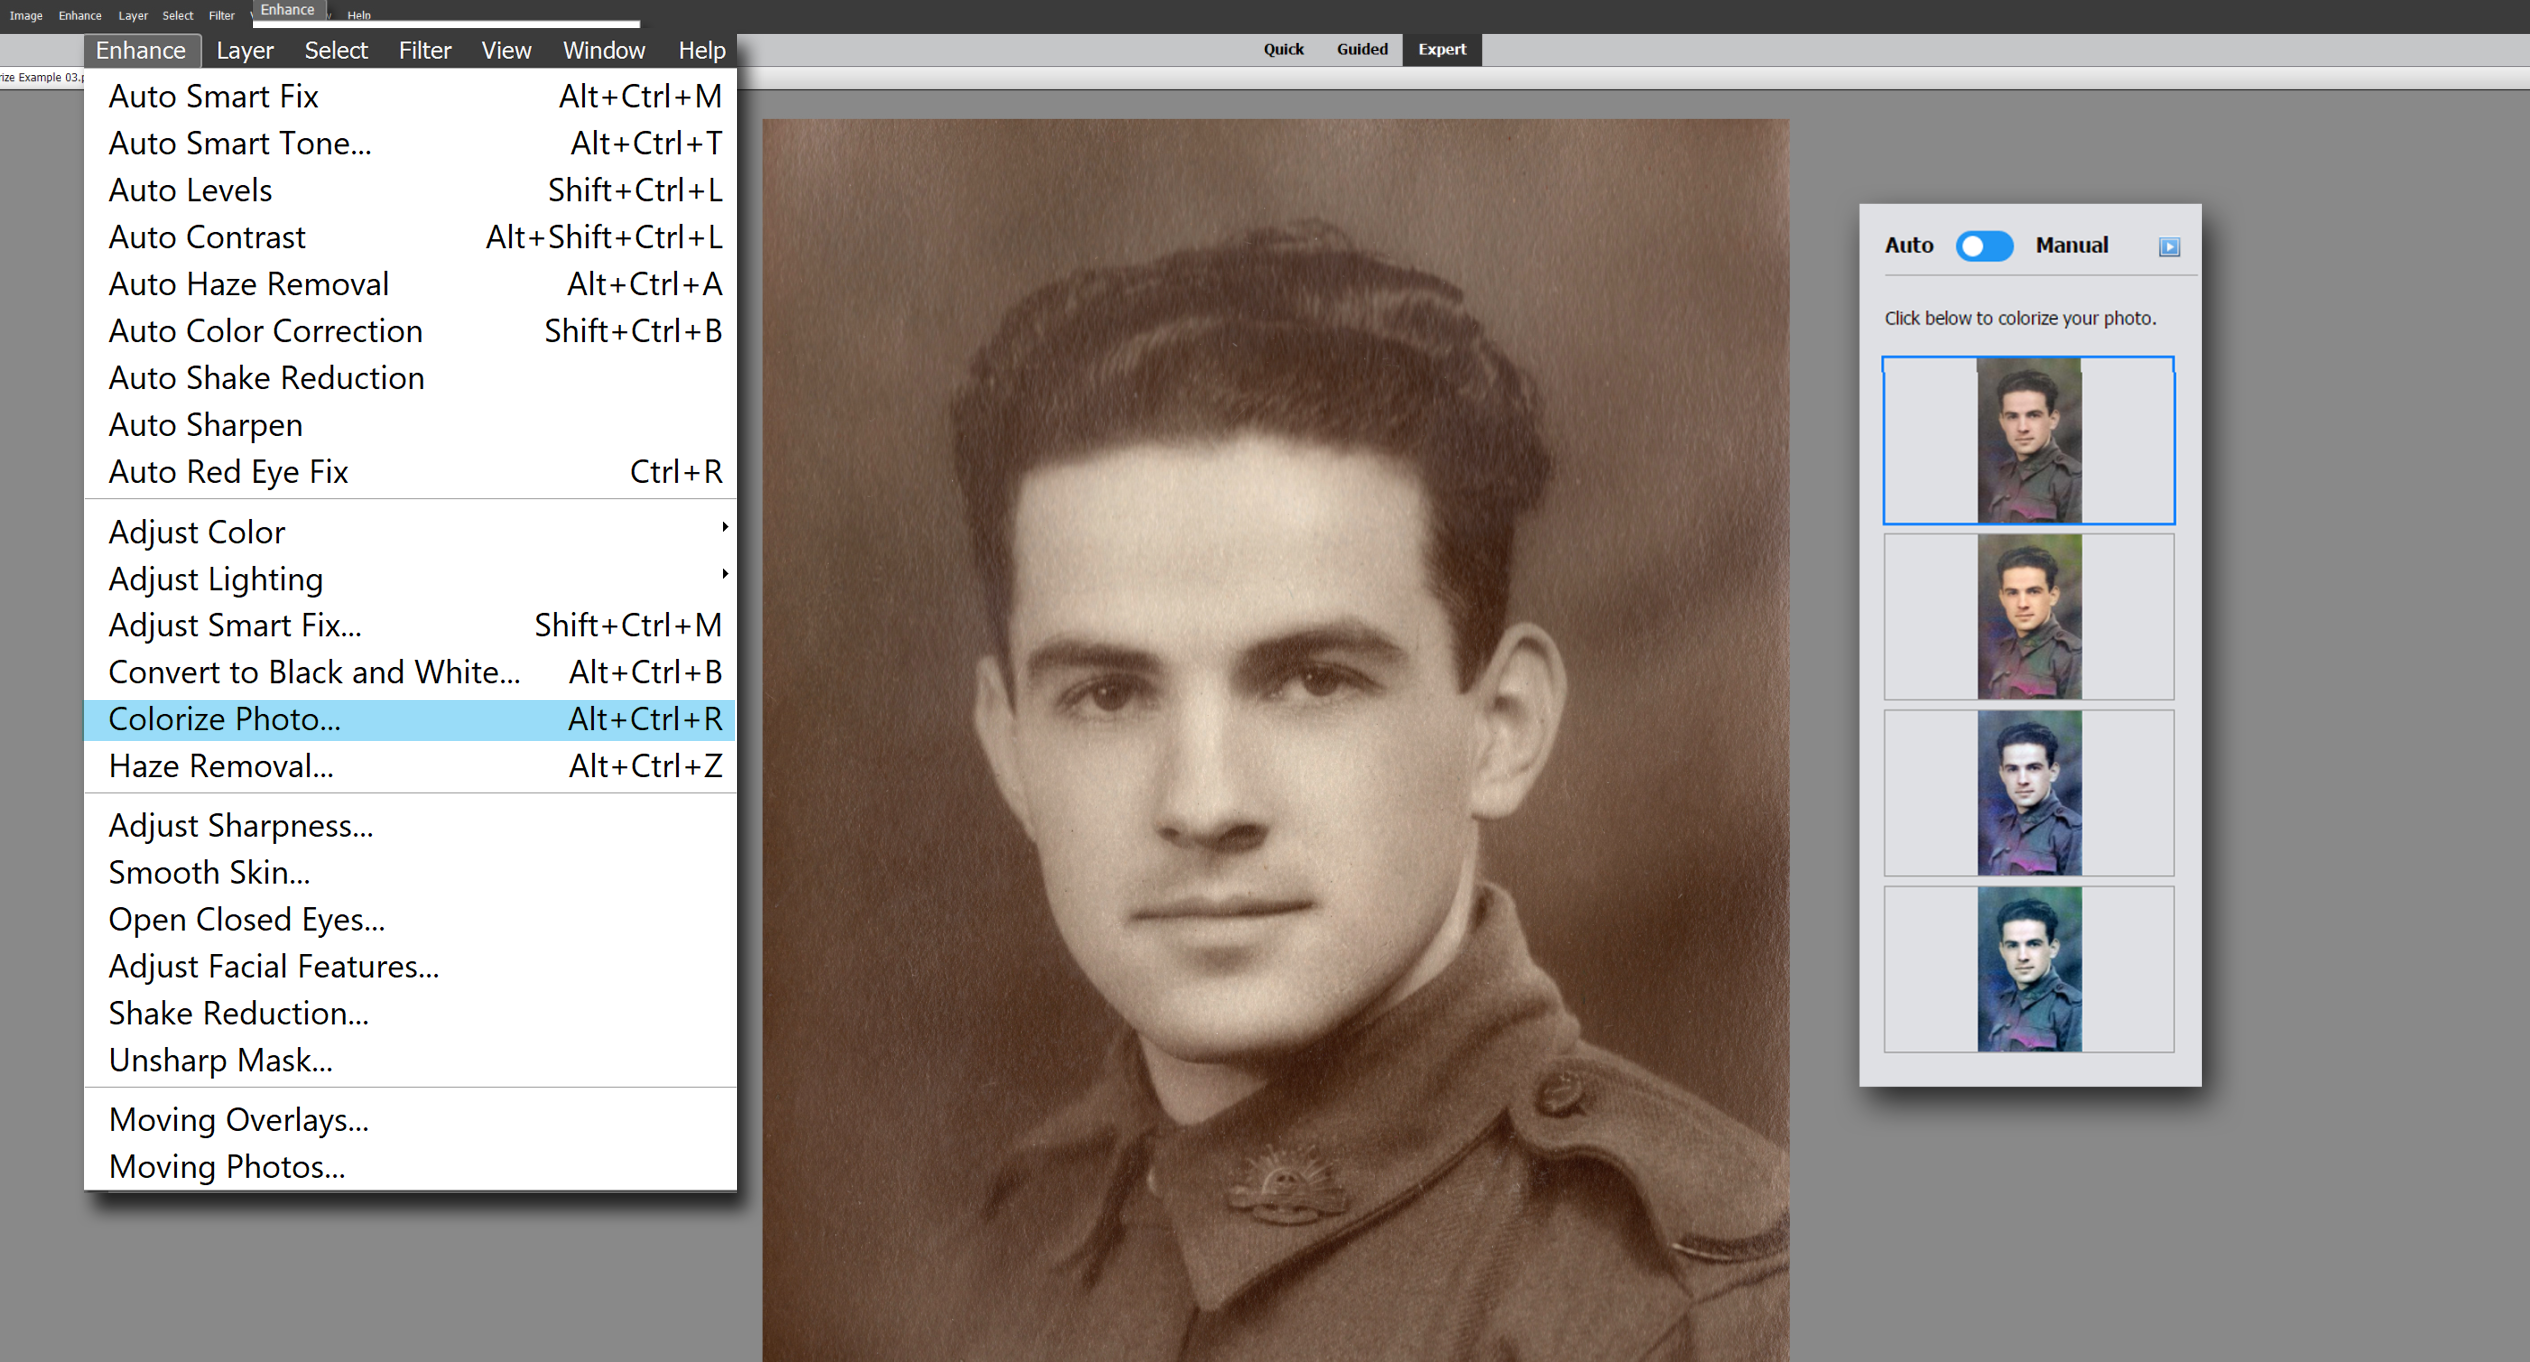 Image Enhance Layer Select Filter Help
Enhance
Enhance Layer Select Filter View Window Help
Quick Guided Expert
rize Example 03.p
Auto Smart Fix Alt+Ctrl+M
Auto Smart Tone... Alt+Ctrl+T
Auto Levels Shift+Ctrl+L
Auto Contrast Alt+Shift+Ctrl+L
Auto Haze Removal Alt+Ctrl+A
Auto Color Correction Shift+Ctrl+B
Auto Shake Reduction
Auto Sharpen
Auto Red Eye Fix Ctrl+R
Adjust Color
Adjust Lighting
Adjust Smart Fix... Shift+Ctrl+M
Convert to Black and White... Alt+Ctrl+B
Colorize Photo... Alt+Ctrl+R
Haze Removal... Alt+Ctrl+Z
Adjust Sharpness...
Smooth Skin...
Open Closed Eyes...
Adjust Facial Features...
Shake Reduction...
Unsharp Mask...
Moving Overlays...
Moving Photos...
Auto Manual
Click below to colorize your photo.